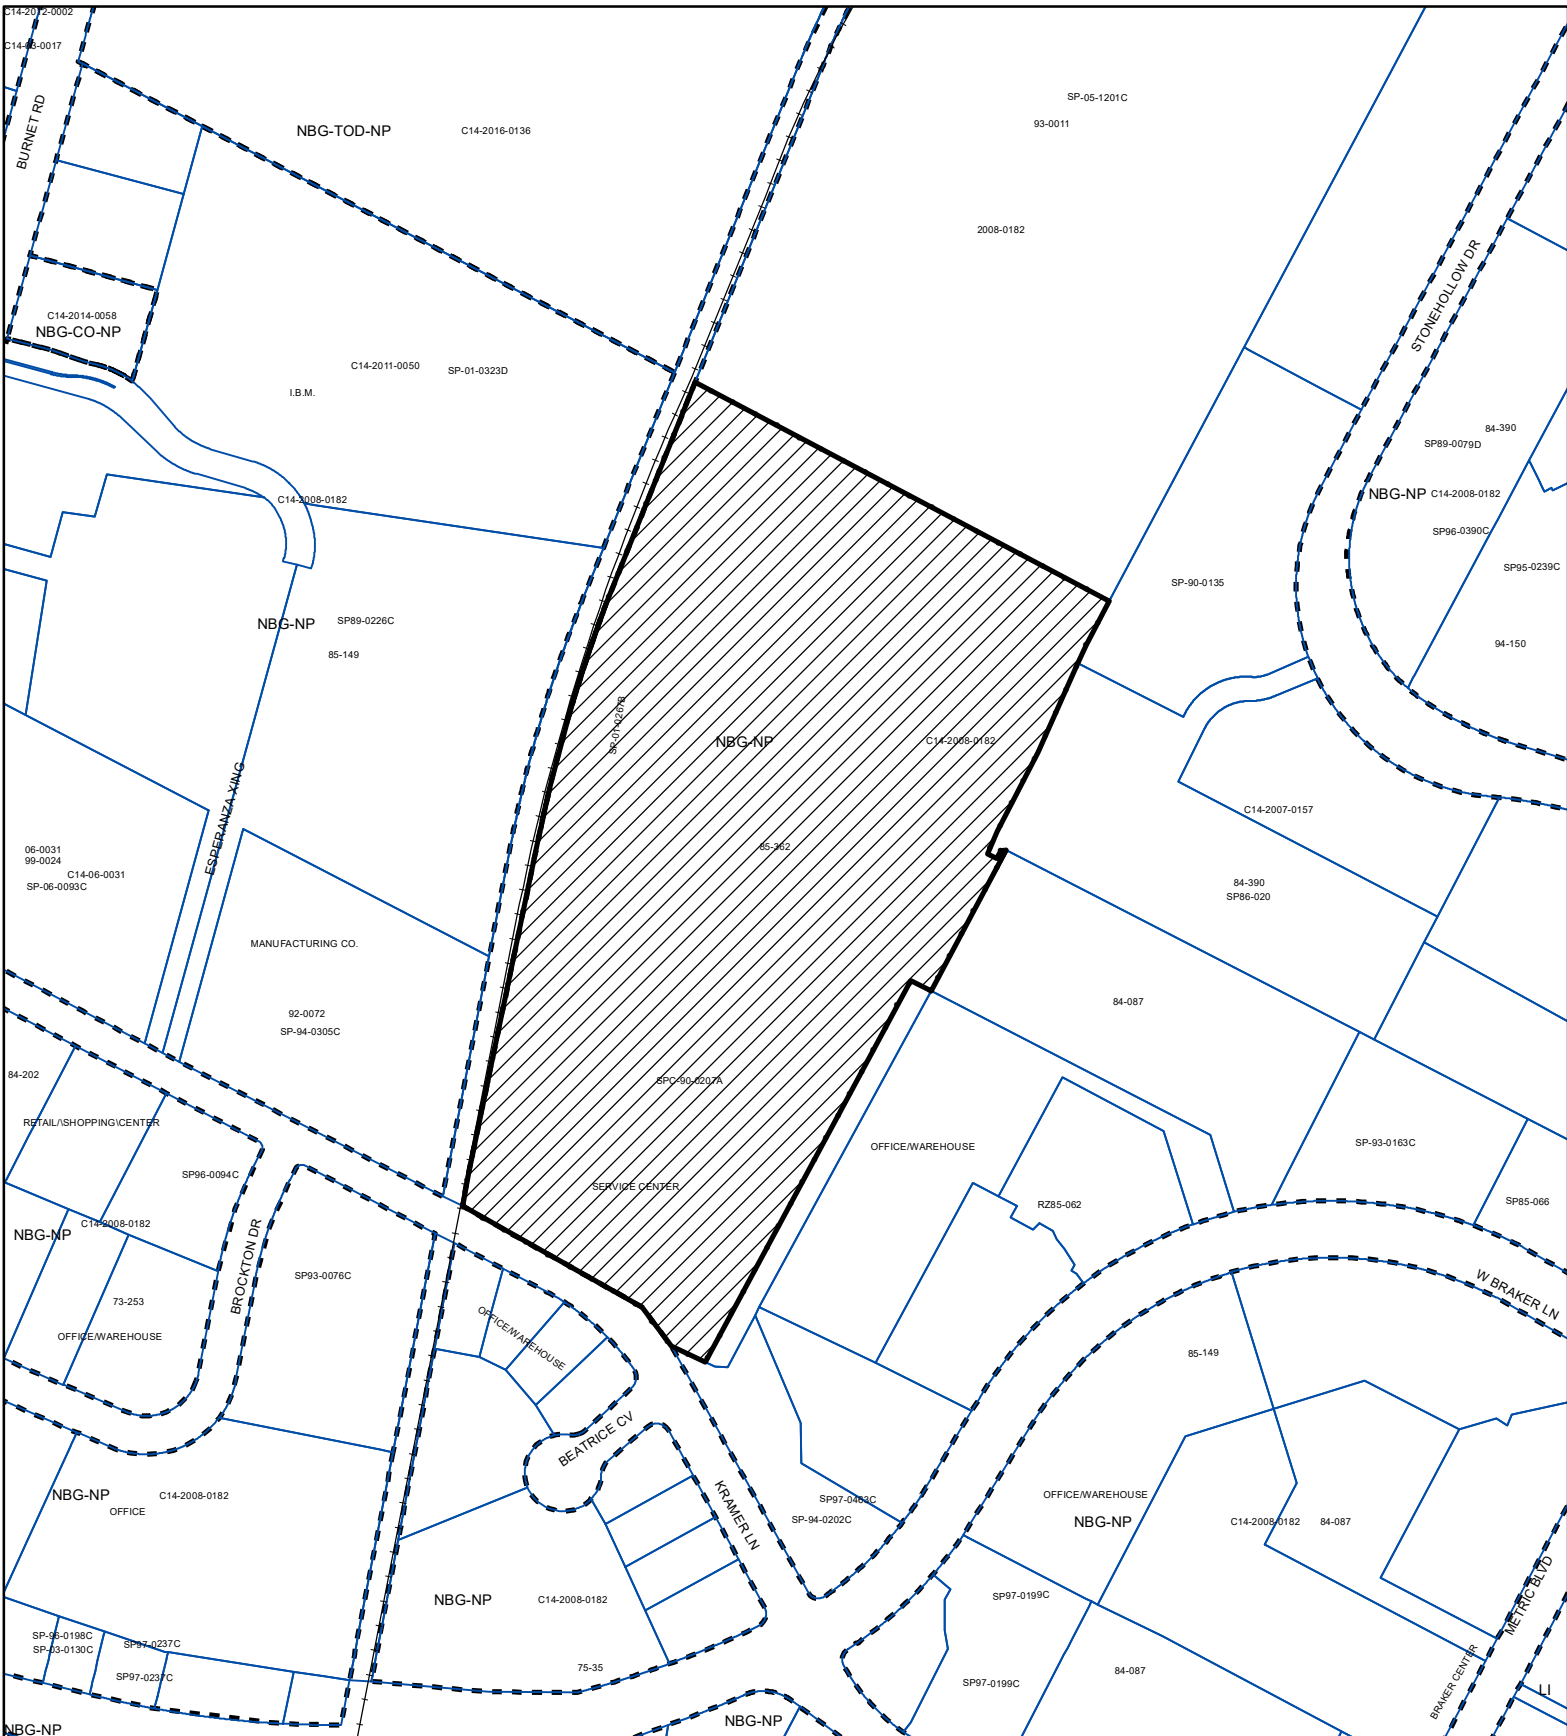 C14-2012-0002
C14-03-0017
BURNET RD
NBG-TOD-NP
C14-2016-0136
SP-05-1201C
93-0011
2008-0182
STONEHOLLOW DR
C14-2014-0058
NBG-CO-NP
C14-2011-0050
SP-01-0323D
I.B.M.
84-390
SP89-0079D
NBG-NP
C14-2008-0182
C14-2008-0182
SP96-0390C
SP95-0239C
SP-90-0135
NBG-NP
SP89-0226C
85-149
94-150
SP-01-0267B
NBG-NP
C14-2008-0182
ESPERANZA XING
C14-2007-0157
06-0031
99-0024
C14-06-0031
SP-06-0093C
85-362
84-390
SP86-020
MANUFACTURING CO.
92-0072
SP-94-0305C
84-087
84-202
SPC-90-0207A
RETAIL/\SHOPPING\CENTER
SP96-0094C
OFFICE/WAREHOUSE
SP-93-0163C
SERVICE CENTER
RZ85-062
SP85-066
NBG-NP
C14-2008-0182
BROCKTON DR
SP93-0076C
W BRAKER LN
73-253
OFFICE/WAREHOUSE
OFFICE/WAREHOUSE
85-149
BEATRICE CV
NBG-NP
C14-2008-0182
OFFICE
KRAMER LN
SP97-0463C
SP-94-0202C
OFFICE/WAREHOUSE
NBG-NP
C14-2008-0182
84-087
METRIC BLVD
NBG-NP
C14-2008-0182
SP97-0199C
SP-96-0198C
SP-03-0130C
SP97-0237C
SP97-0237C
75-35
SP97-0199C
84-087
BRAKER CENTER
LI
NBG-NP
NBG-NP